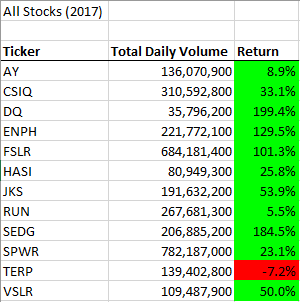 All Stocks (2017)
Ticker Total Daily Volume Return
AY 136,070,900 8.9%
CSIQ 310,592,800 33.1%
DQ 35,796,200 199.4%
ENPH 221,772,100 129.5%
FSLR 684,181,400 101.3%
HASI 80,949,300 25.8%
JKS 191,632,200 53.9%
RUN 267,681,300 5.5%
SEDG 206,885,200 184.5%
SPWR 782,187,000 23.1%
TERP 139,402,800 -7.2%
VSLR 109,487,900 50.0%